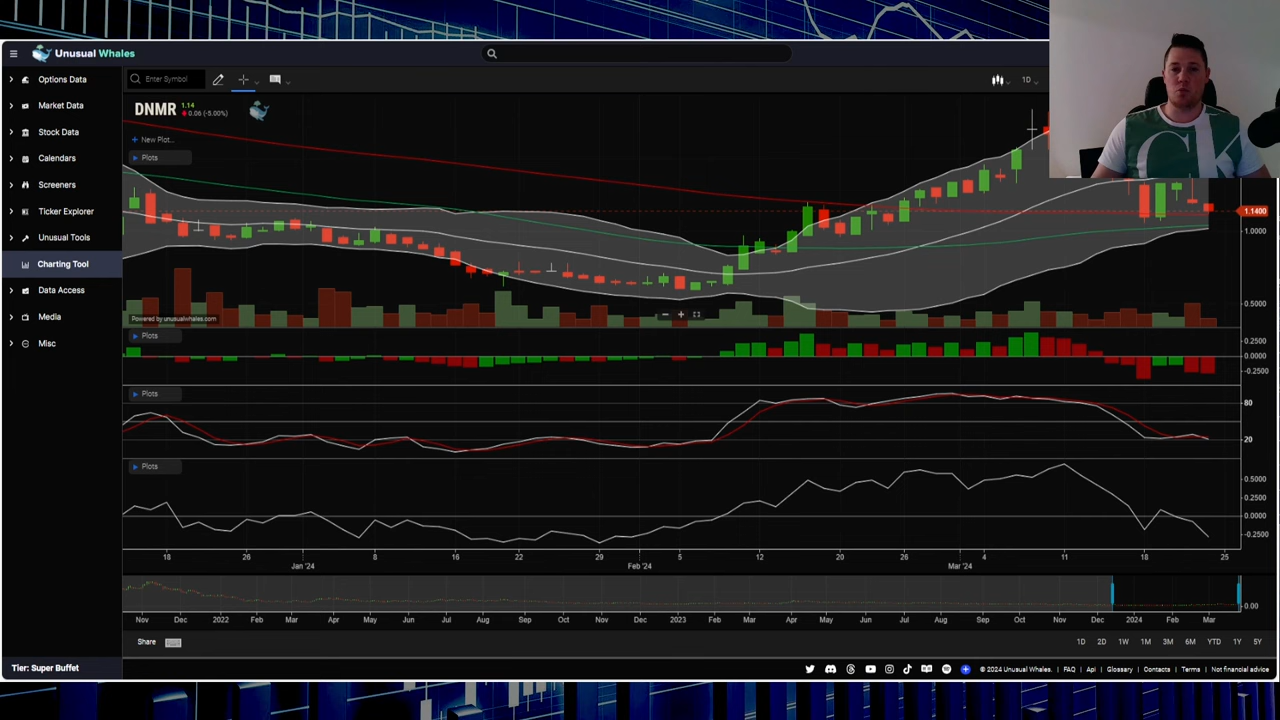 Unusual Whales
Options Data
Market Data
Stock Data
Calendars
Screeners
Ticker Explorer
Unusual Tools
Charting Tool
Data Access
Media
Misc
Tier: Super Buffet
Enter Symbol
1D
DNMR
1.14
0.06 (-5.00%)
New Plot...
Plots
1.1400
1.0000
0.5000
Powered by unusualwhales.com
Plots
0.2500
0.0000
-0.2500
Plots
80
20
Plots
0.5000
0.2500
0.0000
-0.2500
18 26 8 16 22 29 5 12 20 26 4 11 18 25
Jan '24 Feb '24 Mar '24
0.00
Nov Dec 2022 Feb Mar Apr May Jun Jul Aug Sep Oct Nov Dec 2023 Feb Mar Apr May Jun Jul Aug Sep Oct Nov Dec 2024 Feb Mar
Share
1D 2D 1W 1M 3M 6M YTD 1Y 5Y
© 2024 Unusual Whales. | FAQ | Api | Glossary | Contacts | Terms | Not financial advice
CK